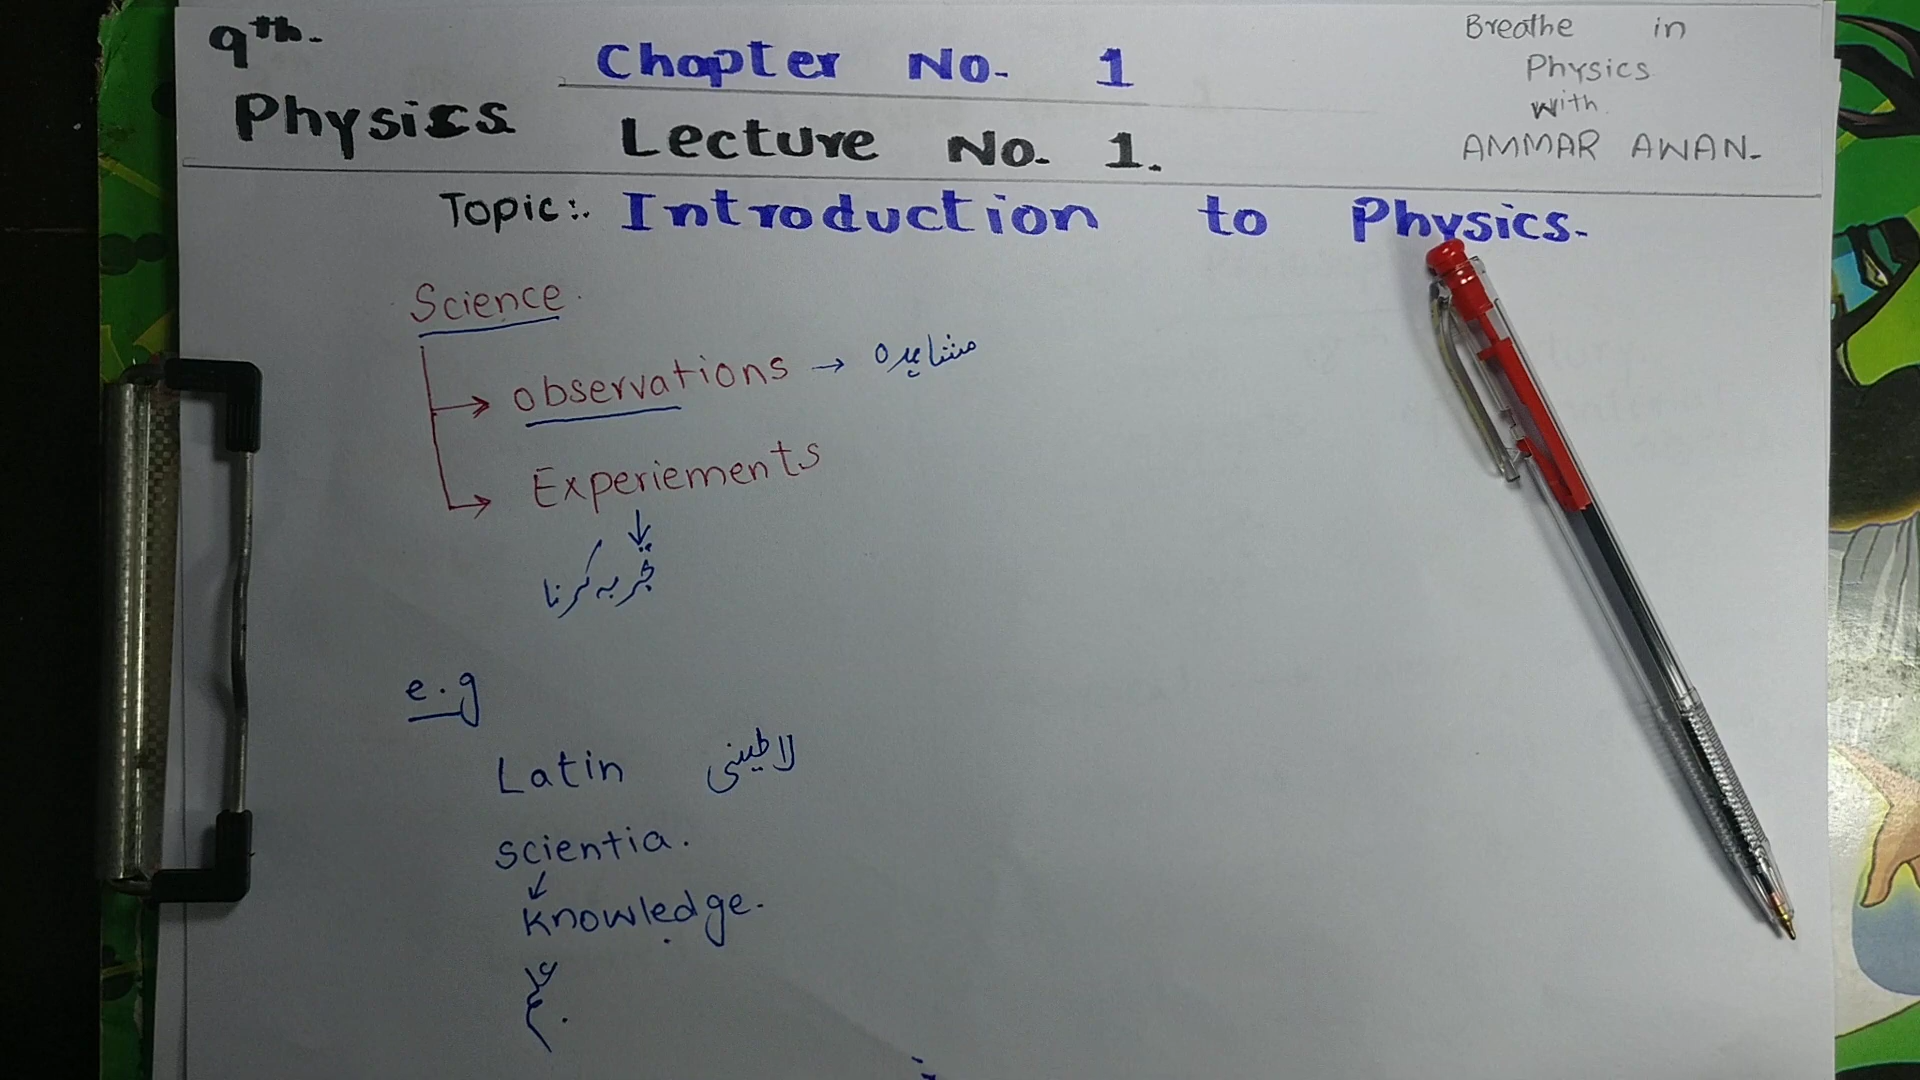 9th.
Physics
Chapter No. 1
Lecture No. 1.
Breathe in
Physics
with
AMMAR AWAN.
Topic:. Introduction to Physics.
Science.
observations → مشاہدہ
Experiements
تجربہ کرنا
e.g
Latin لاطینی
scientia.
knowledge.
علم.